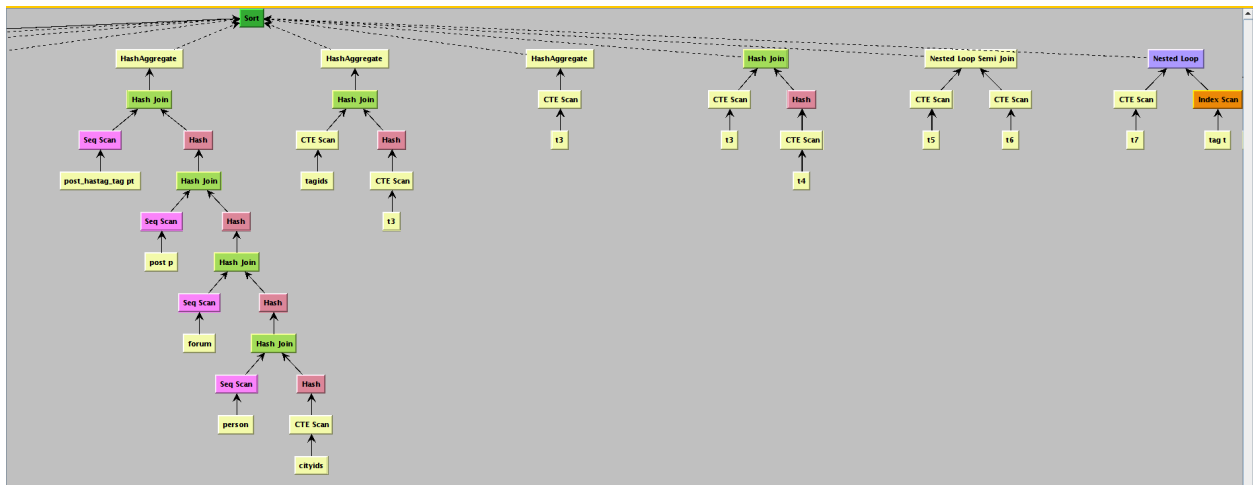 Sort
HashAggregate HashAggregate HashAggregate Hash Join Nested Loop Semi Join Nested Loop
Hash Join Hash Join CTE Scan CTE Scan Hash CTE Scan CTE Scan CTE Scan Index Scan
Seq Scan Hash CTE Scan Hash t3 t3 CTE Scan t5 t6 t7 tag t
post_hastag_tag pt Hash Join tagids CTE Scan t4
Seq Scan Hash t3
post p Hash Join
Seq Scan Hash
forum Hash Join
Seq Scan Hash
person CTE Scan
cityids